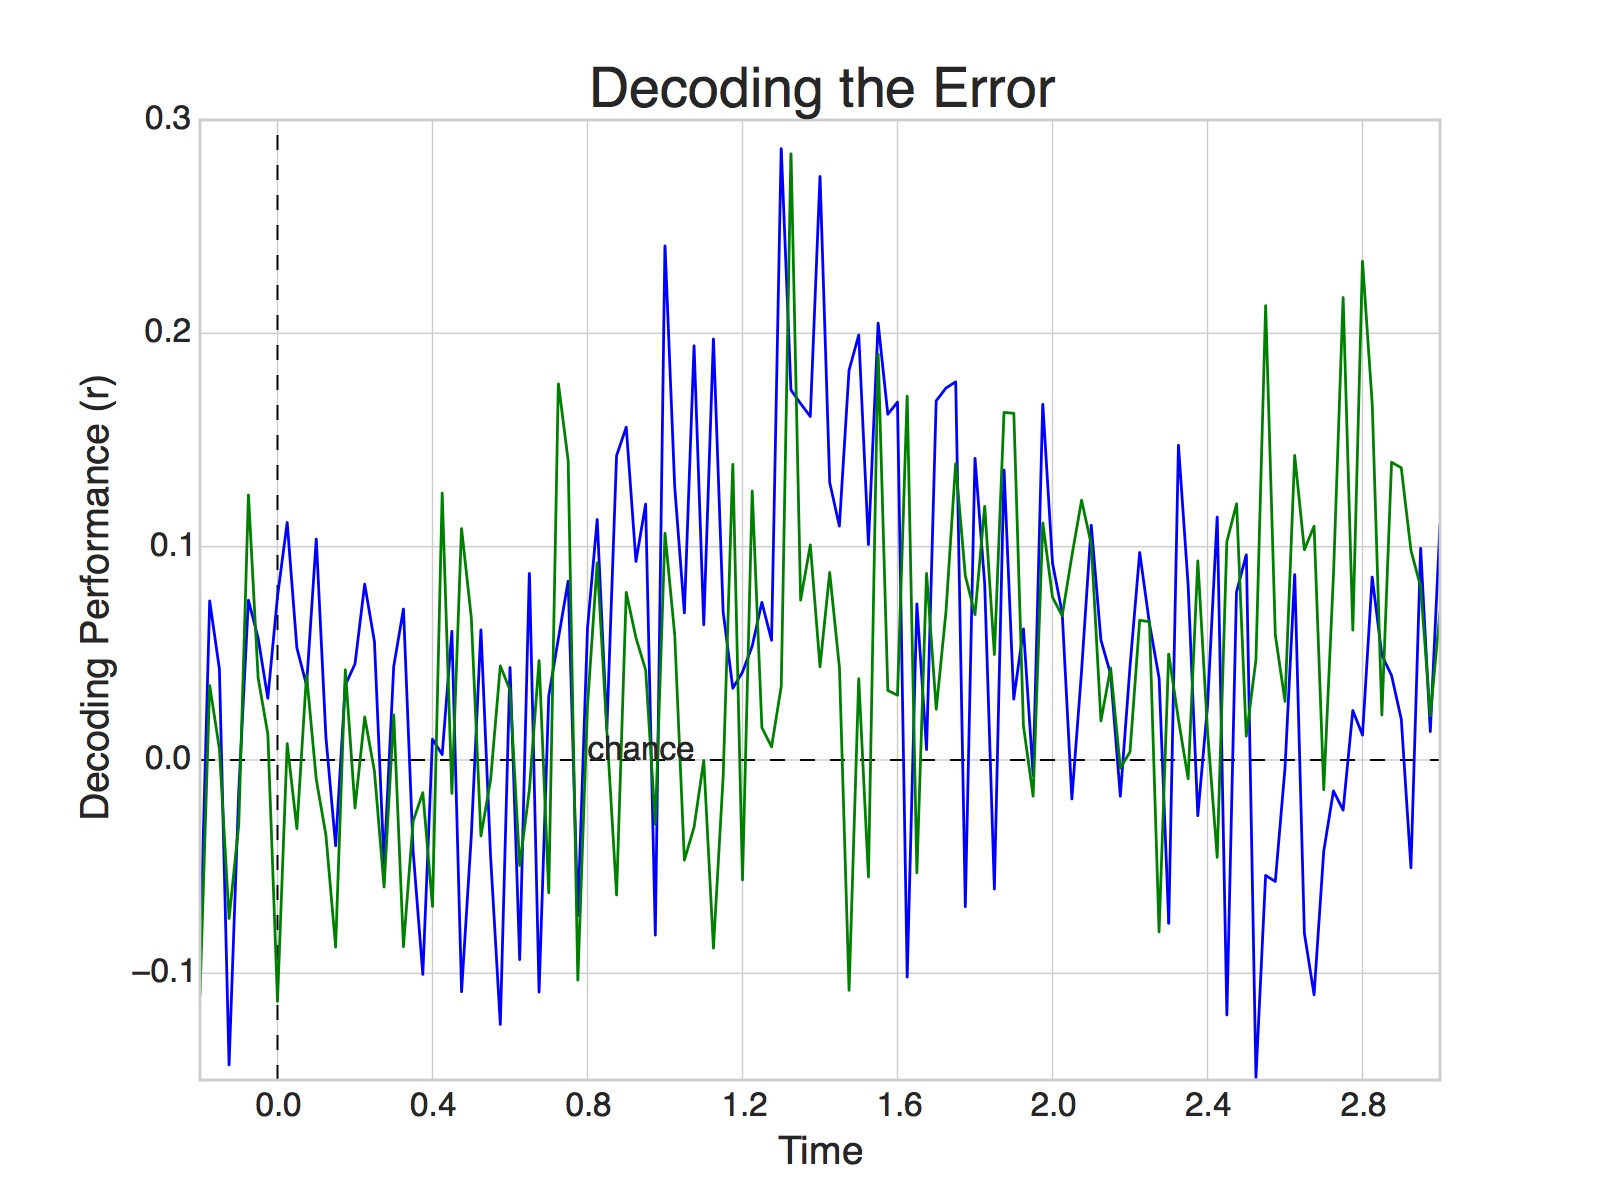 Decoding the Error
Decoding Performance (r)
0.3
0.2
0.1
0.0
−0.1
chance
0.0 0.4 0.8 1.2 1.6 2.0 2.4 2.8
Time